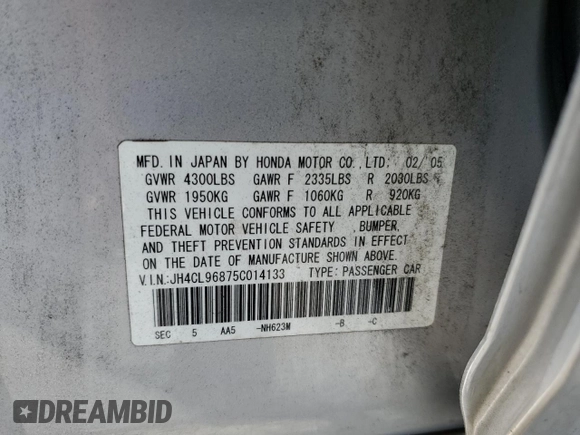 MFD. IN JAPAN BY HONDA MOTOR CO.,LTD: 02/ 05
GVWR 4300LBS GAWR F 2335LBS R 2030LBS
GVWR 1950KG GAWR F 1060KG R 920KG
THIS VEHICLE CONFORMS TO ALL APPLICABLE
FEDERAL MOTOR VEHICLE SAFETY ,BUMPER,
AND THEFT PREVENTION STANDARDS IN EFFECT
ON THE DATE OF MANUFACTURE SHOWN ABOVE.
V.I.N.:JH4CL96875C014133 TYPE: PASSENGER CAR
SEC 5 AA5 -NH623M -B -C
DREAMBID